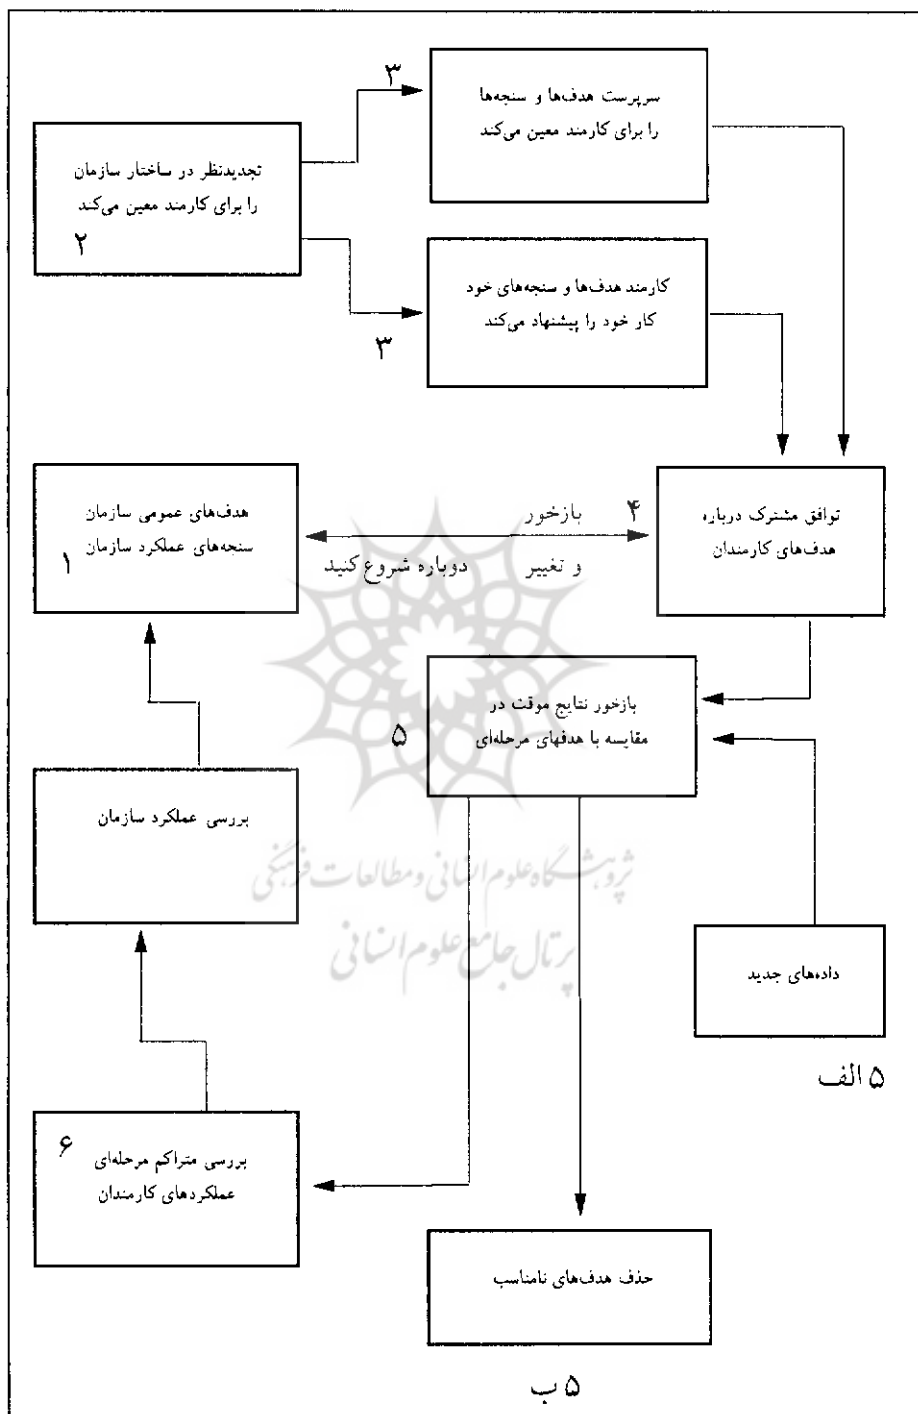 ۳
سرپرست هدف‌ها و سنجه‌ها
را برای کارمند معین می‌کند
تجدیدنظر در ساختار سازمان
را برای کارمند معین می‌کند
۲
کارمند هدف‌ها و سنجه‌های خود
کار خود را پیشنهاد می‌کند
۳
هدف‌های عمومی سازمان
سنجه‌های عملکرد سازمان
۱
۴
بازخور
و تغییر
دوباره شروع کنید
توافق مشترک درباره
هدف‌های کارمندان
بازخور نتایج موقت در
مقایسه با هدفهای مرحله‌ای
۵
بررسی عملکرد سازمان
پژوهشگاه علوم انسانی و مطالعات فرهنگی
پرتال جامع علوم انسانی
داده‌های جدید
۵ الف
۶
بررسی متراکم مرحله‌ای
عملکردهای کارمندان
حذف هدف‌های نامناسب
۵ ب